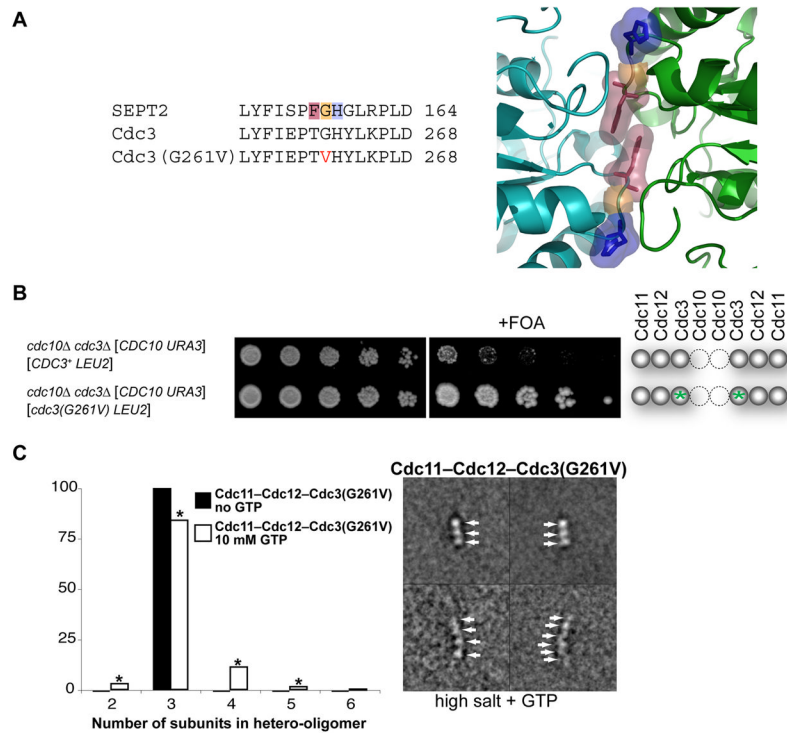 A
SEPT2 LYFISPFGHGLRPLD 164
Cdc3 LYFIEPTGHYLKPLD 268
Cdc3(G261V) LYFIEPTVHYLKPLD 268
B
+FOA
Cdc11 Cdc12 Cdc3 Cdc10 Cdc10 Cdc3 Cdc12 Cdc11
cdc10Δ cdc3Δ [CDC10 URA3]
[CDC3⁺ LEU2]
cdc10Δ cdc3Δ [CDC10 URA3]
[cdc3(G261V) LEU2]
* *
C
100
75
50
25
0
Cdc11–Cdc12–Cdc3(G261V)
no GTP
Cdc11–Cdc12–Cdc3(G261V)
10 mM GTP
* * * *
2 3 4 5 6
Number of subunits in hetero-oligomer
Cdc11–Cdc12–Cdc3(G261V)
high salt + GTP